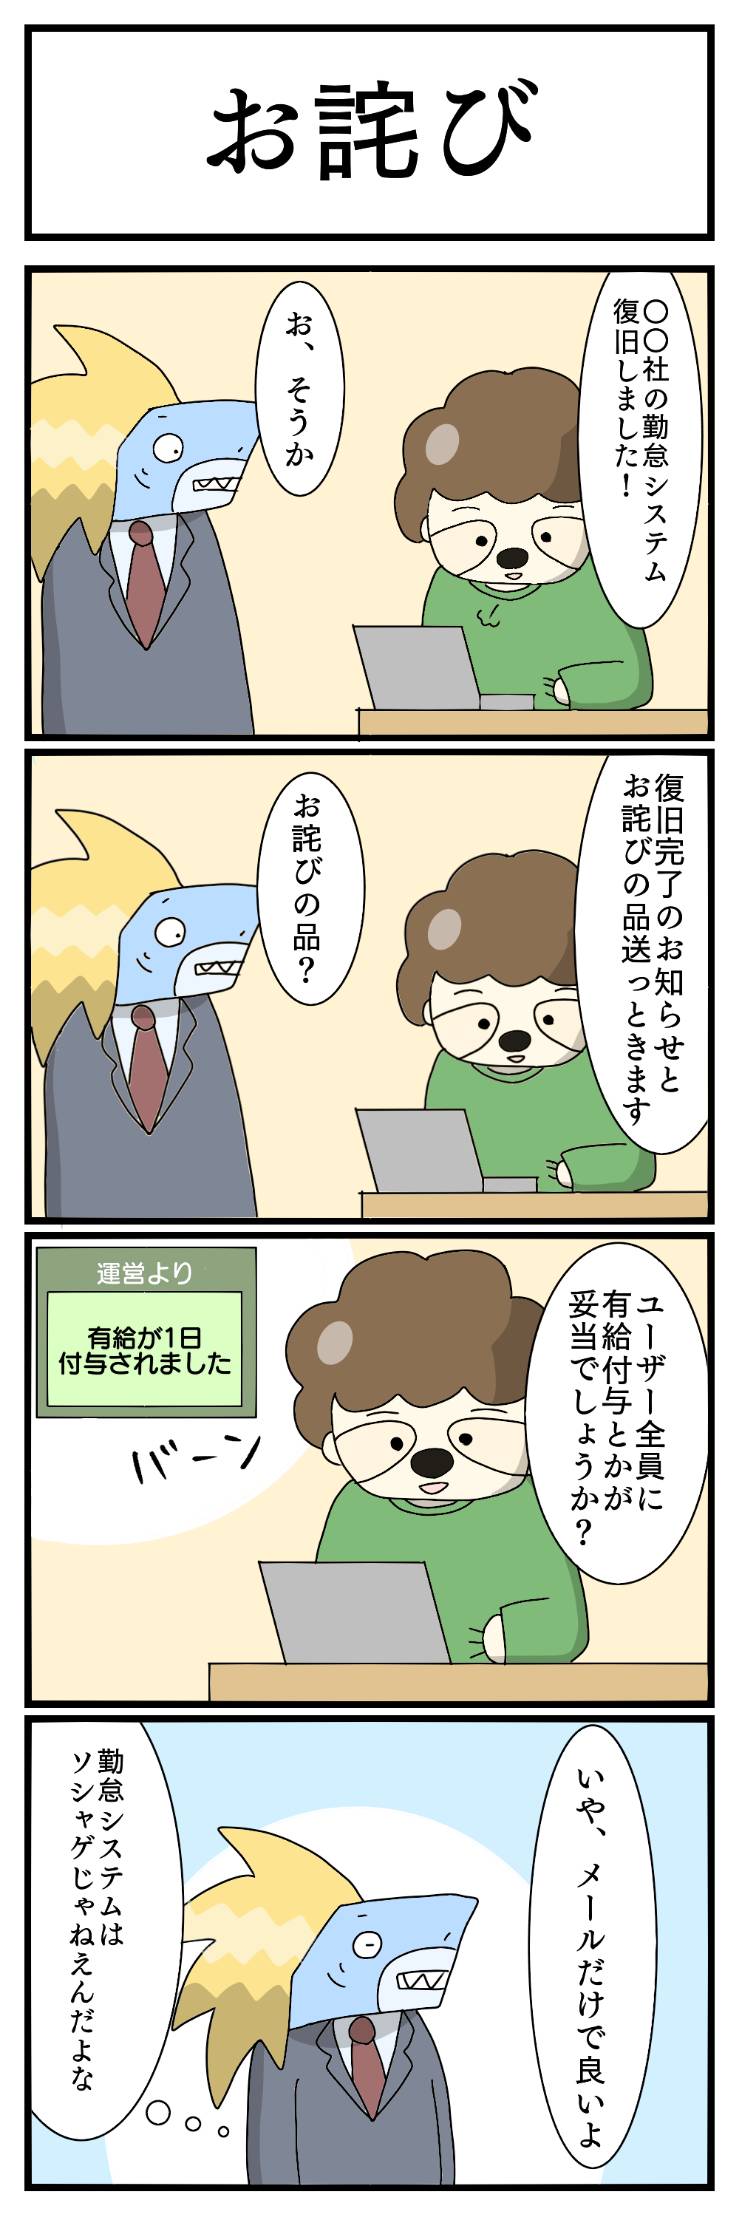 お詫び
〇〇社の勤怠システム
復旧しました！
お、そうか
復旧完了のお知らせと
お詫びの品送っときます
お詫びの品？
ユーザー全員に
有給付与とかが
妥当でしょうか？
運営より
有給が1日
付与されました
バーン
いや、メールだけで良いよ
勤怠システムは
ソシャゲじゃねえんだよな